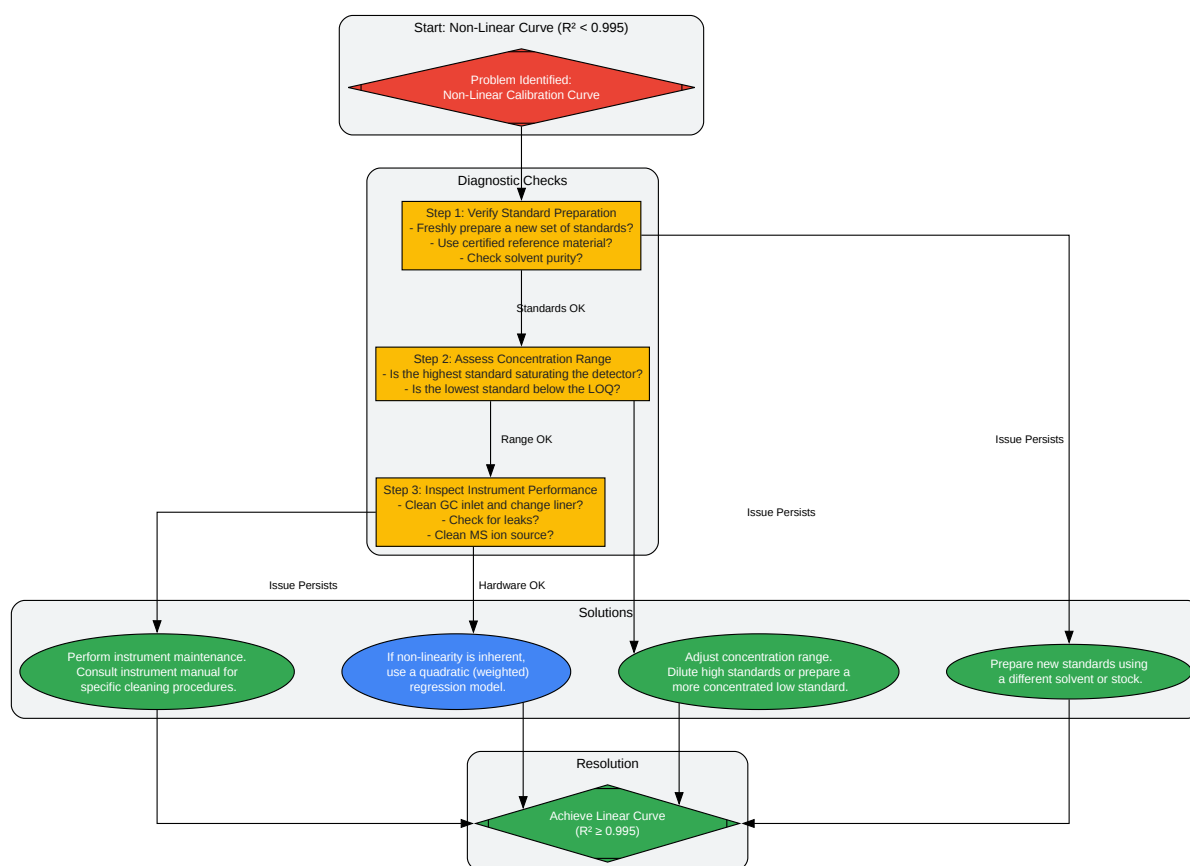 Start: Non-Linear Curve (R² < 0.995)
Problem Identified:
Non-Linear Calibration Curve
Diagnostic Checks
Step 1: Verify Standard Preparation
- Freshly prepare a new set of standards?
- Use certified reference material?
- Check solvent purity?
Standards OK
Step 2: Assess Concentration Range
- Is the highest standard saturating the detector?
- Is the lowest standard below the LOQ?
Range OK
Issue Persists
Step 3: Inspect Instrument Performance
- Clean GC inlet and change liner?
- Check for leaks?
- Clean MS ion source?
Issue Persists
Issue Persists
Hardware OK
Solutions
Perform instrument maintenance.
Consult instrument manual for
specific cleaning procedures.
If non-linearity is inherent,
use a quadratic (weighted)
regression model.
Adjust concentration range.
Dilute high standards or prepare a
more concentrated low standard.
Prepare new standards using
a different solvent or stock.
Resolution
Achieve Linear Curve
(R² ≥ 0.995)